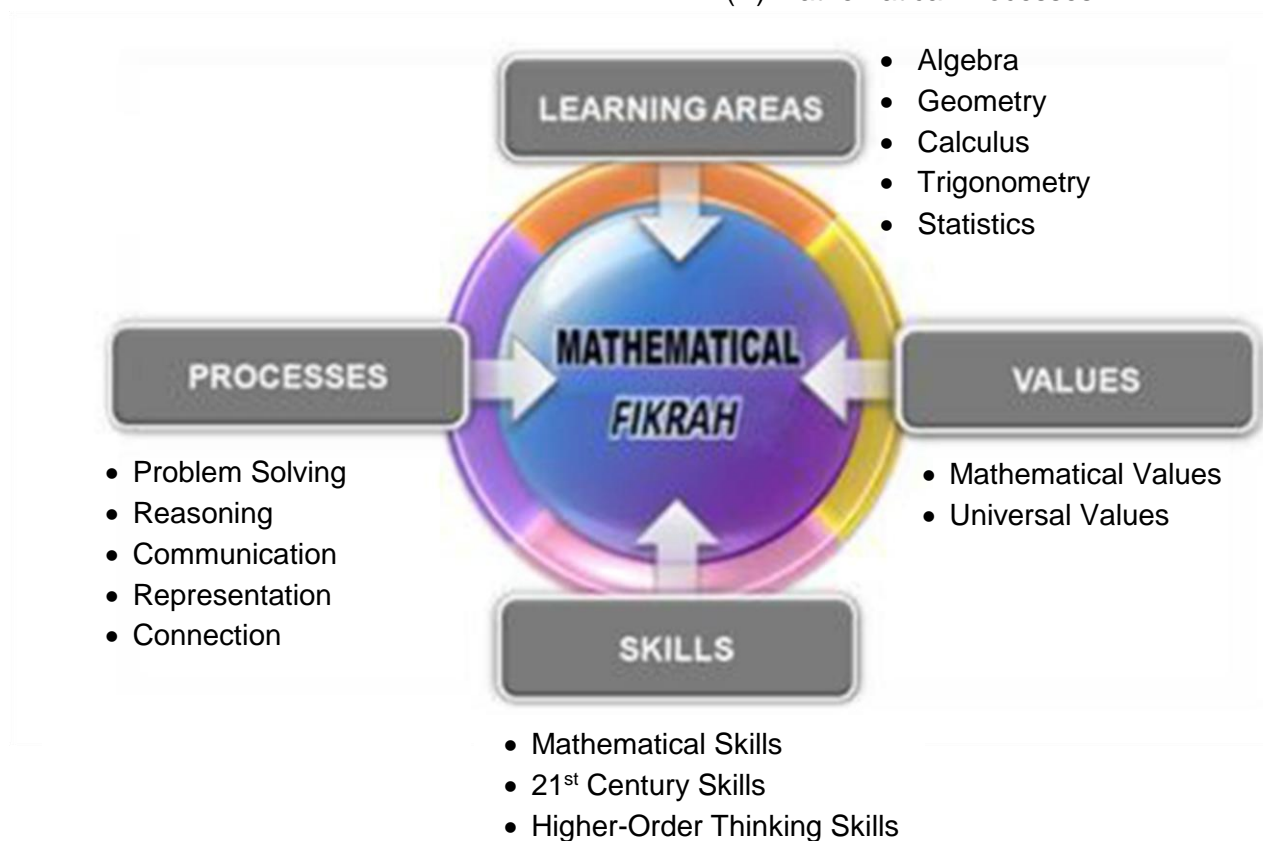 LEARNING AREAS
• Algebra
• Geometry
• Calculus
• Trigonometry
• Statistics
MATHEMATICAL
FIKRAH
PROCESSES
• Problem Solving
• Reasoning
• Communication
• Representation
• Connection
VALUES
• Mathematical Values
• Universal Values
SKILLS
• Mathematical Skills
• 21st Century Skills
• Higher-Order Thinking Skills